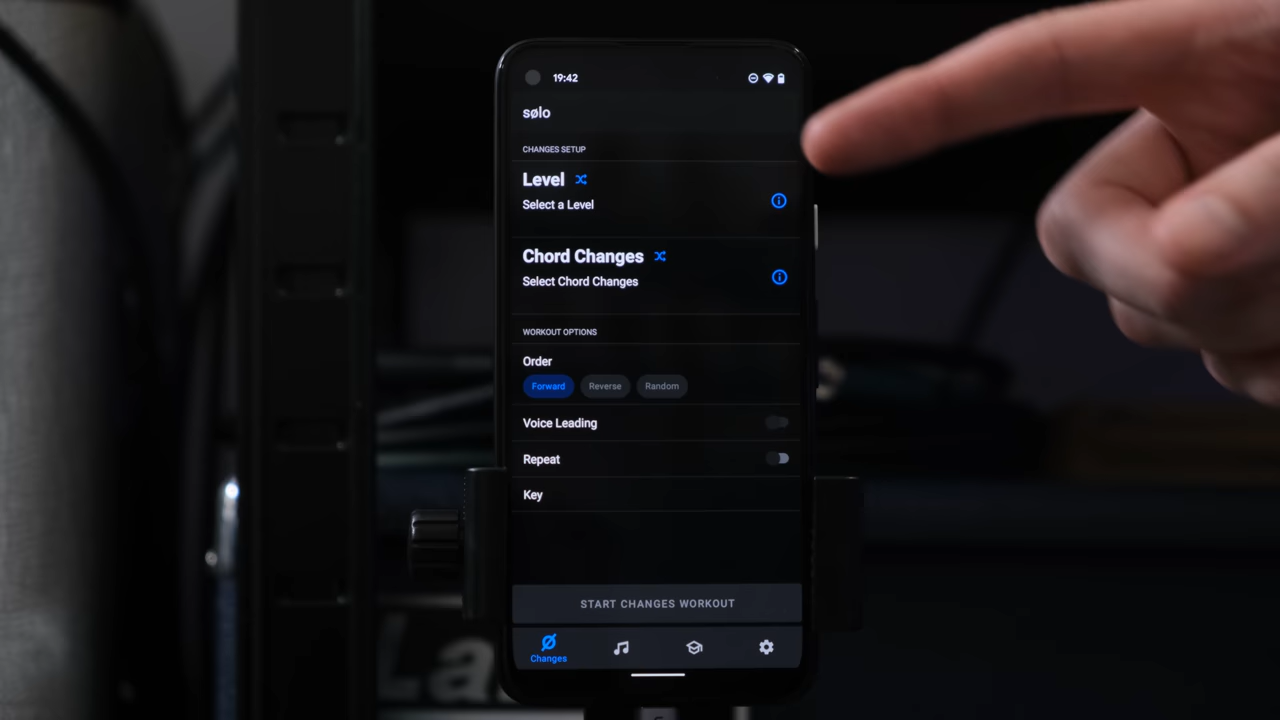 19:42
sølo
CHANGES SETUP
Level
Select a Level
Chord Changes
Select Chord Changes
WORKOUT OPTIONS
Order
Forward Reverse Random
Voice Leading
Repeat
Key
START CHANGES WORKOUT
Changes
La